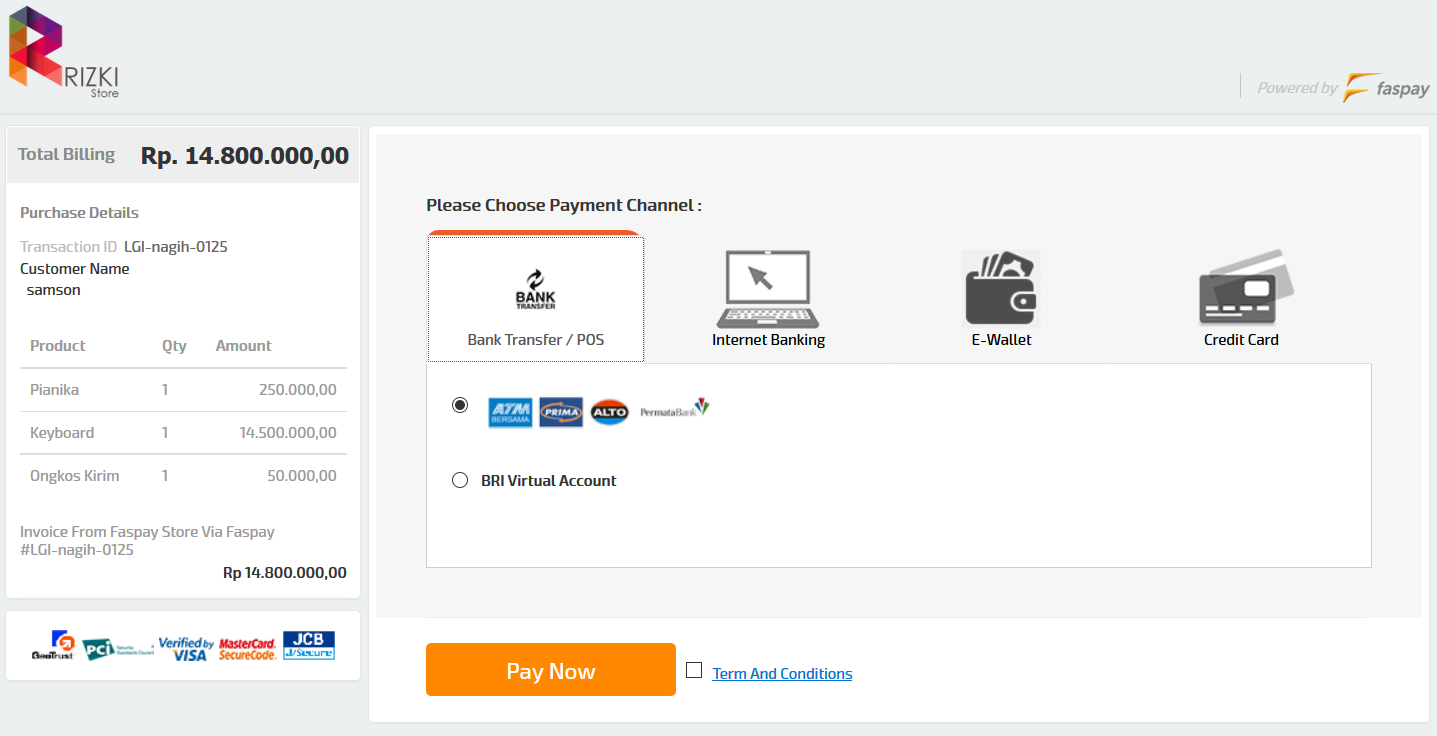 RIZKI
Store
Powered by faspay
Total Billing Rp. 14.800.000,00
Purchase Details
Transaction ID LGI-nagih-0125
Customer Name
samson
Product Qty Amount
Pianika 1 250.000,00
Keyboard 1 14.500.000,00
Ongkos Kirim 1 50.000,00
Invoice From Faspay Store Via Faspay
#LGI-nagih-0125
Rp 14.800.000,00
GeoTrust PCI Security Standards Council Verified by VISA MasterCard. SecureCode. JCB J/Secure
Please Choose Payment Channel :
BANK
TRANSFER
Bank Transfer / POS Internet Banking E-Wallet Credit Card
ATM BERSAMA PRIMA ALTO PermataBank
BRI Virtual Account
Pay Now Term And Conditions